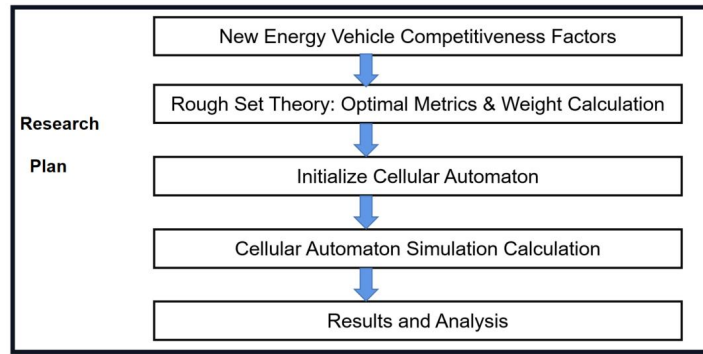 New Energy Vehicle Competitiveness Factors
Rough Set Theory: Optimal Metrics & Weight Calculation
Research
Plan
Initialize Cellular Automaton
Cellular Automaton Simulation Calculation
Results and Analysis